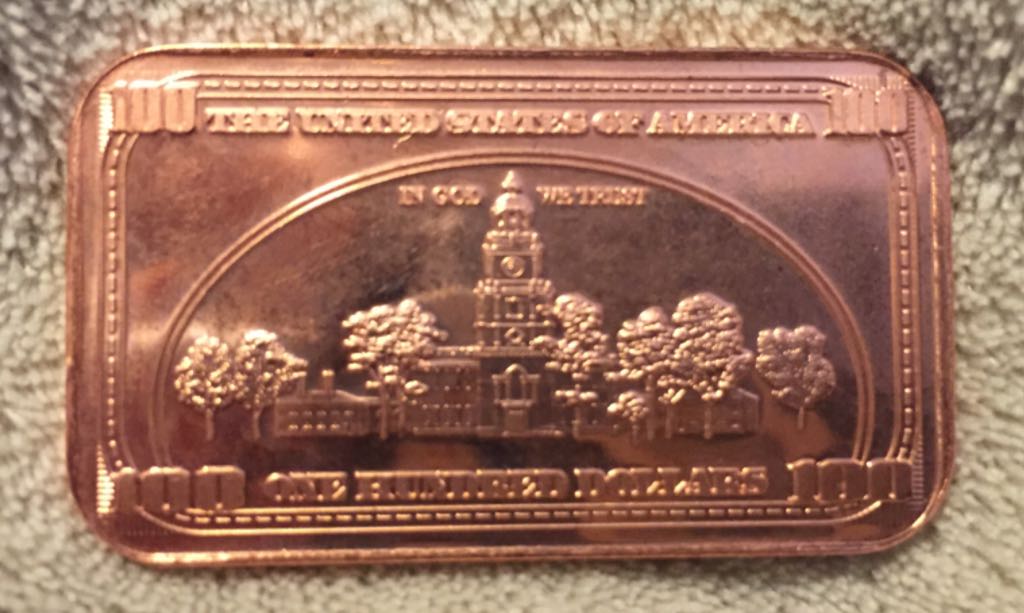 100 THE UNITED STATES OF AMERICA 100
IN GOD WE TRUST
100 ONE HUNDRED DOLLARS 100